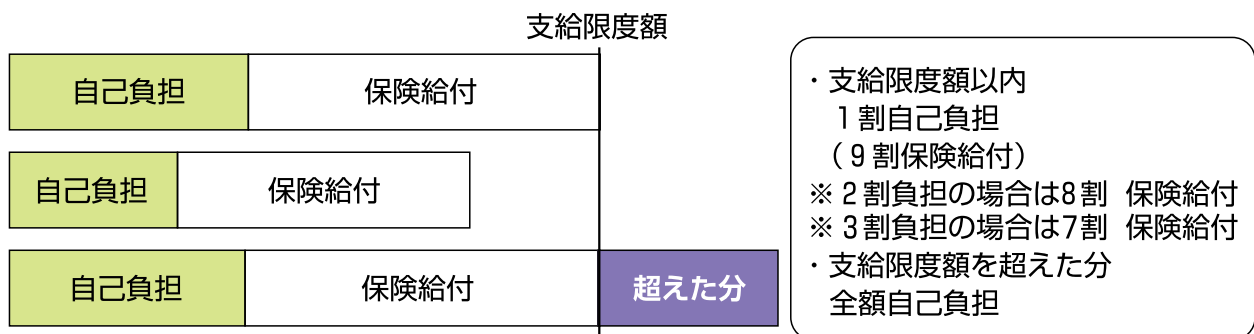 支給限度額
自己負担 保険給付
自己負担 保険給付
自己負担 保険給付 超えた分
・支給限度額以内
1割自己負担
（9割保険給付）
※2割負担の場合は8割 保険給付
※3割負担の場合は7割 保険給付
・支給限度額を超えた分
全額自己負担